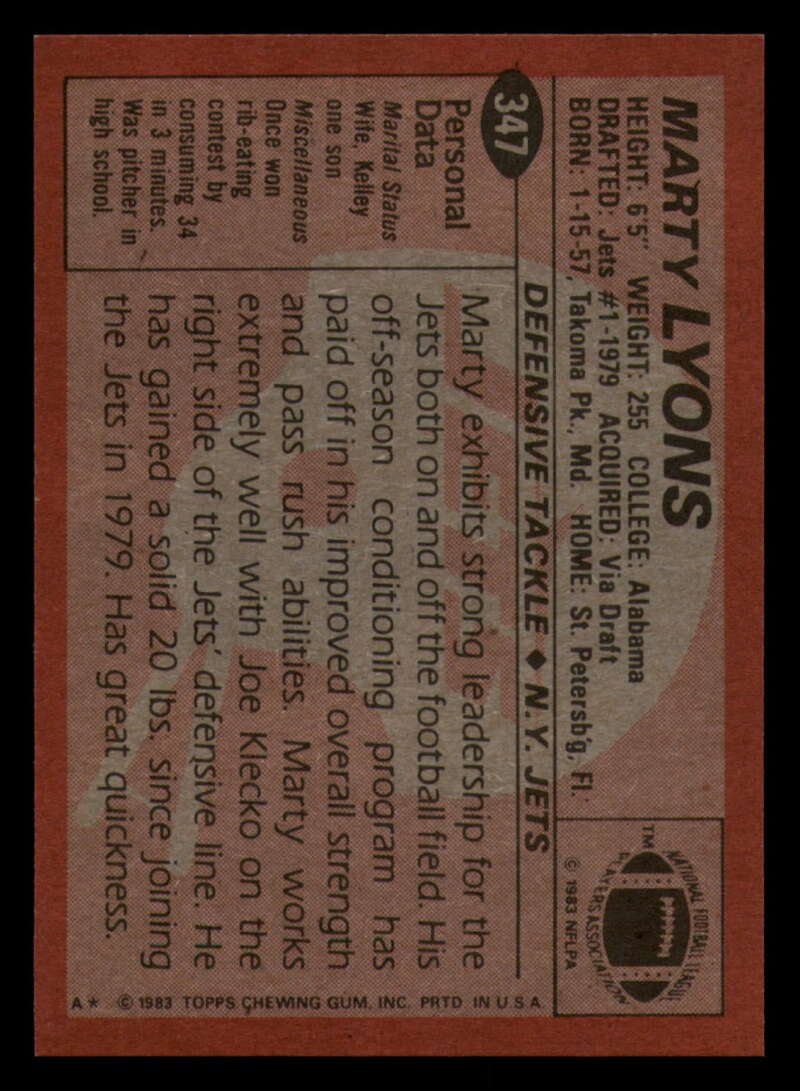 MARTY LYONS
HEIGHT: 6'5" WEIGHT: 255 COLLEGE: Alabama
DRAFTED: Jets #1-1979 ACQUIRED: Via Draft
BORN: 1-15-57, Takoma Pk., Md. HOME: St. Petersb'g, Fl.
NATIONAL FOOTBALL LEAGUE
PLAYERS ASSOCIATION
TM
© 1983 NFLPA
347
DEFENSIVE TACKLE ◆ N.Y. JETS
Personal
Data
Marital Status
Wife, Kelley
one son
Miscellaneous
Once won
rib-eating
contest by
consuming 34
in 3 minutes.
Was pitcher in
high school.
Marty exhibits strong leadership for the
Jets both on and off the football field. His
off-season conditioning program has
paid off in his improved overall strength
and pass rush abilities. Marty works
extremely well with Joe Klecko on the
right side of the Jets' defensive line. He
has gained a solid 20 lbs. since joining
the Jets in 1979. Has great quickness.
A* © 1983 TOPPS CHEWING GUM, INC. PRTD IN U S A